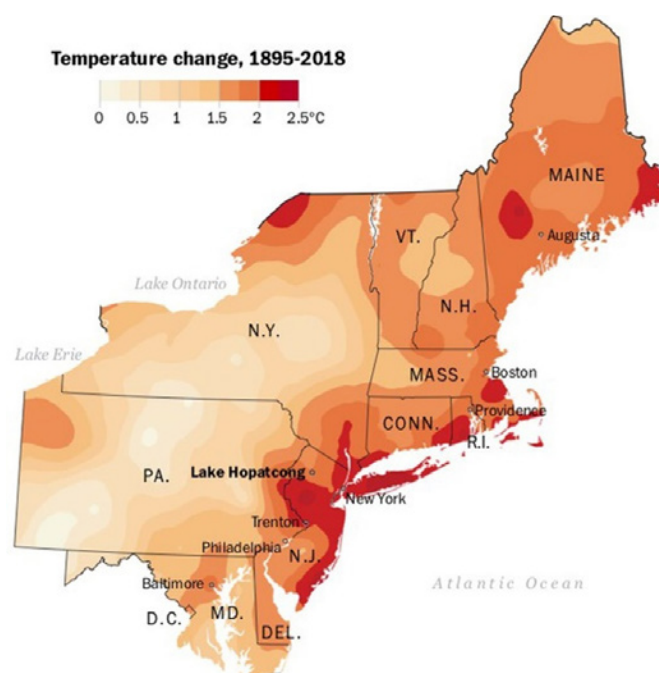 Temperature change, 1895-2018
0 0.5 1 1.5 2 2.5°C
MAINE
Augusta
VT.
Lake Ontario
N.H.
N.Y.
Lake Erie
MASS.
Boston
CONN.
Providence
R.I.
Lake Hopatcong
PA.
New York
Trenton
Philadelphia
N.J.
Baltimore
Atlantic Ocean
D.C.
MD.
DEL.